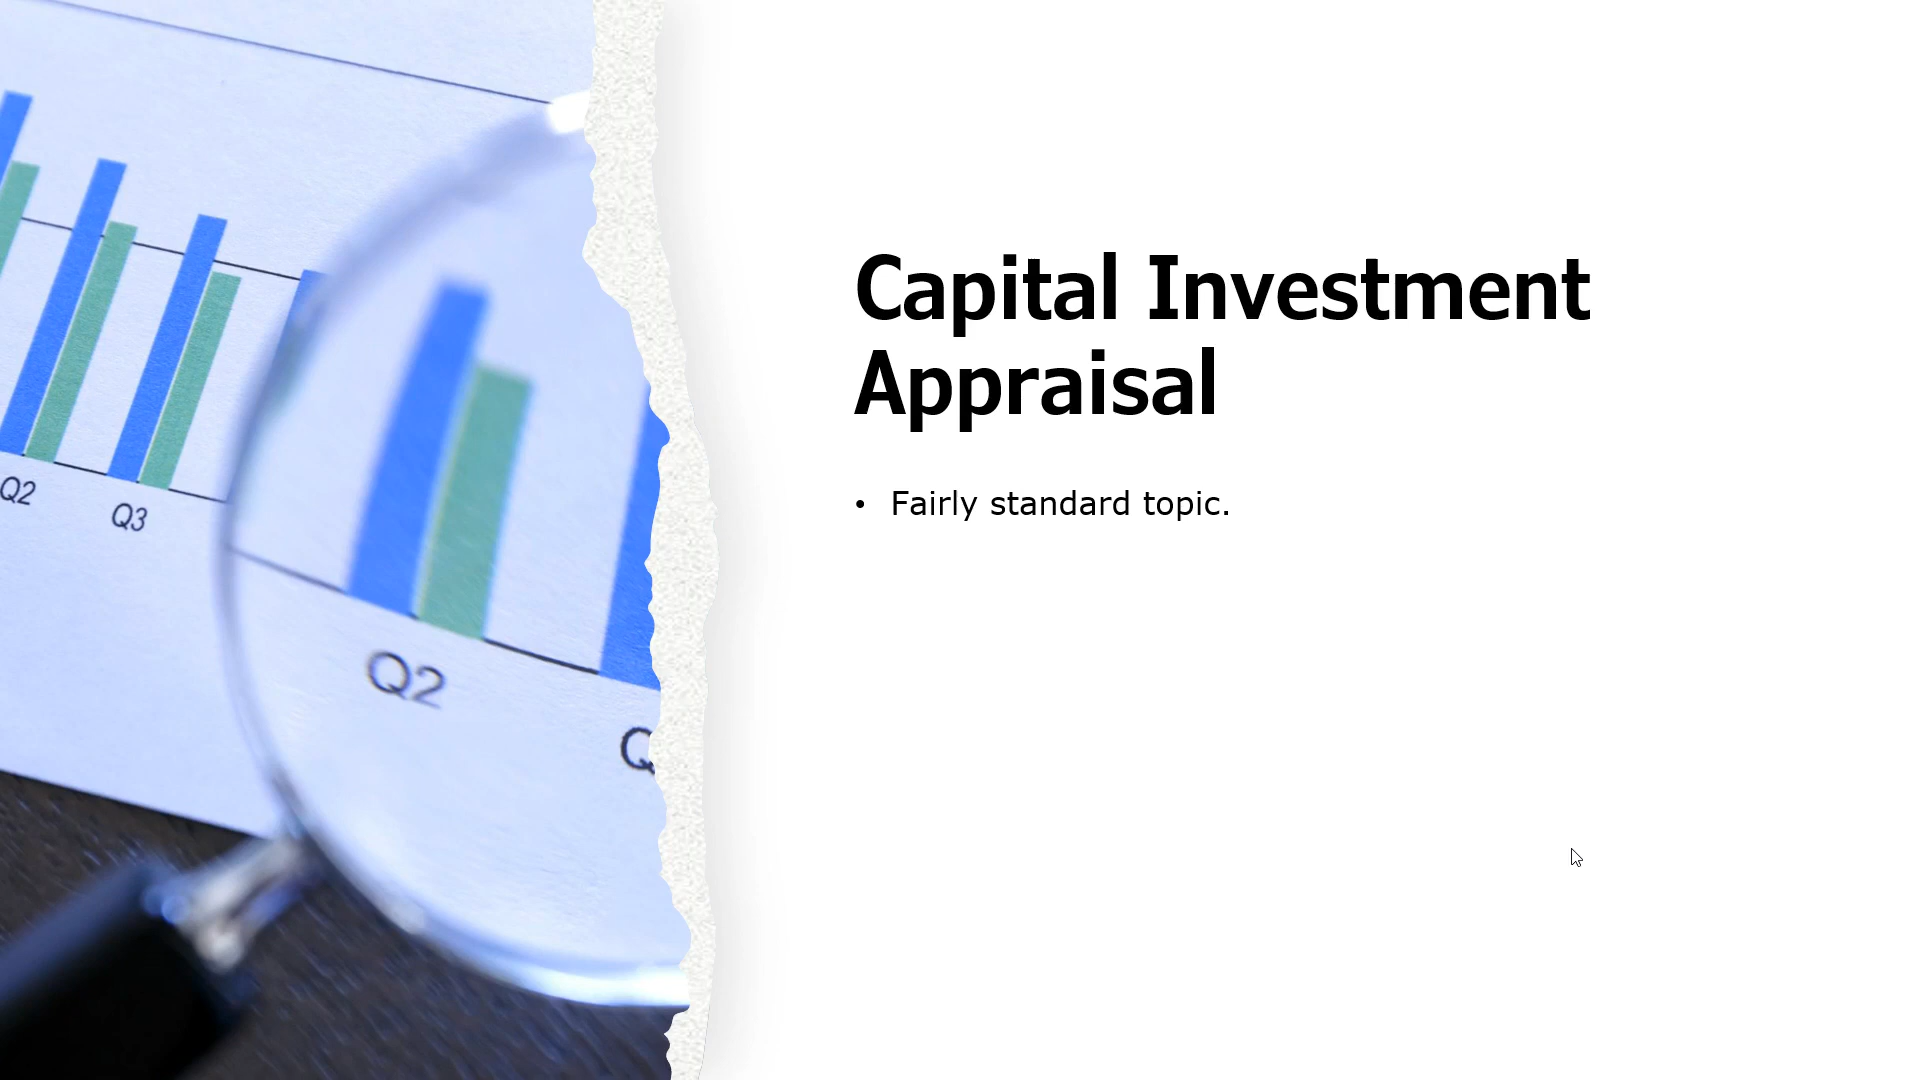 Capital Investment
Appraisal
• Fairly standard topic.
Q2
Q3
Q2
Q